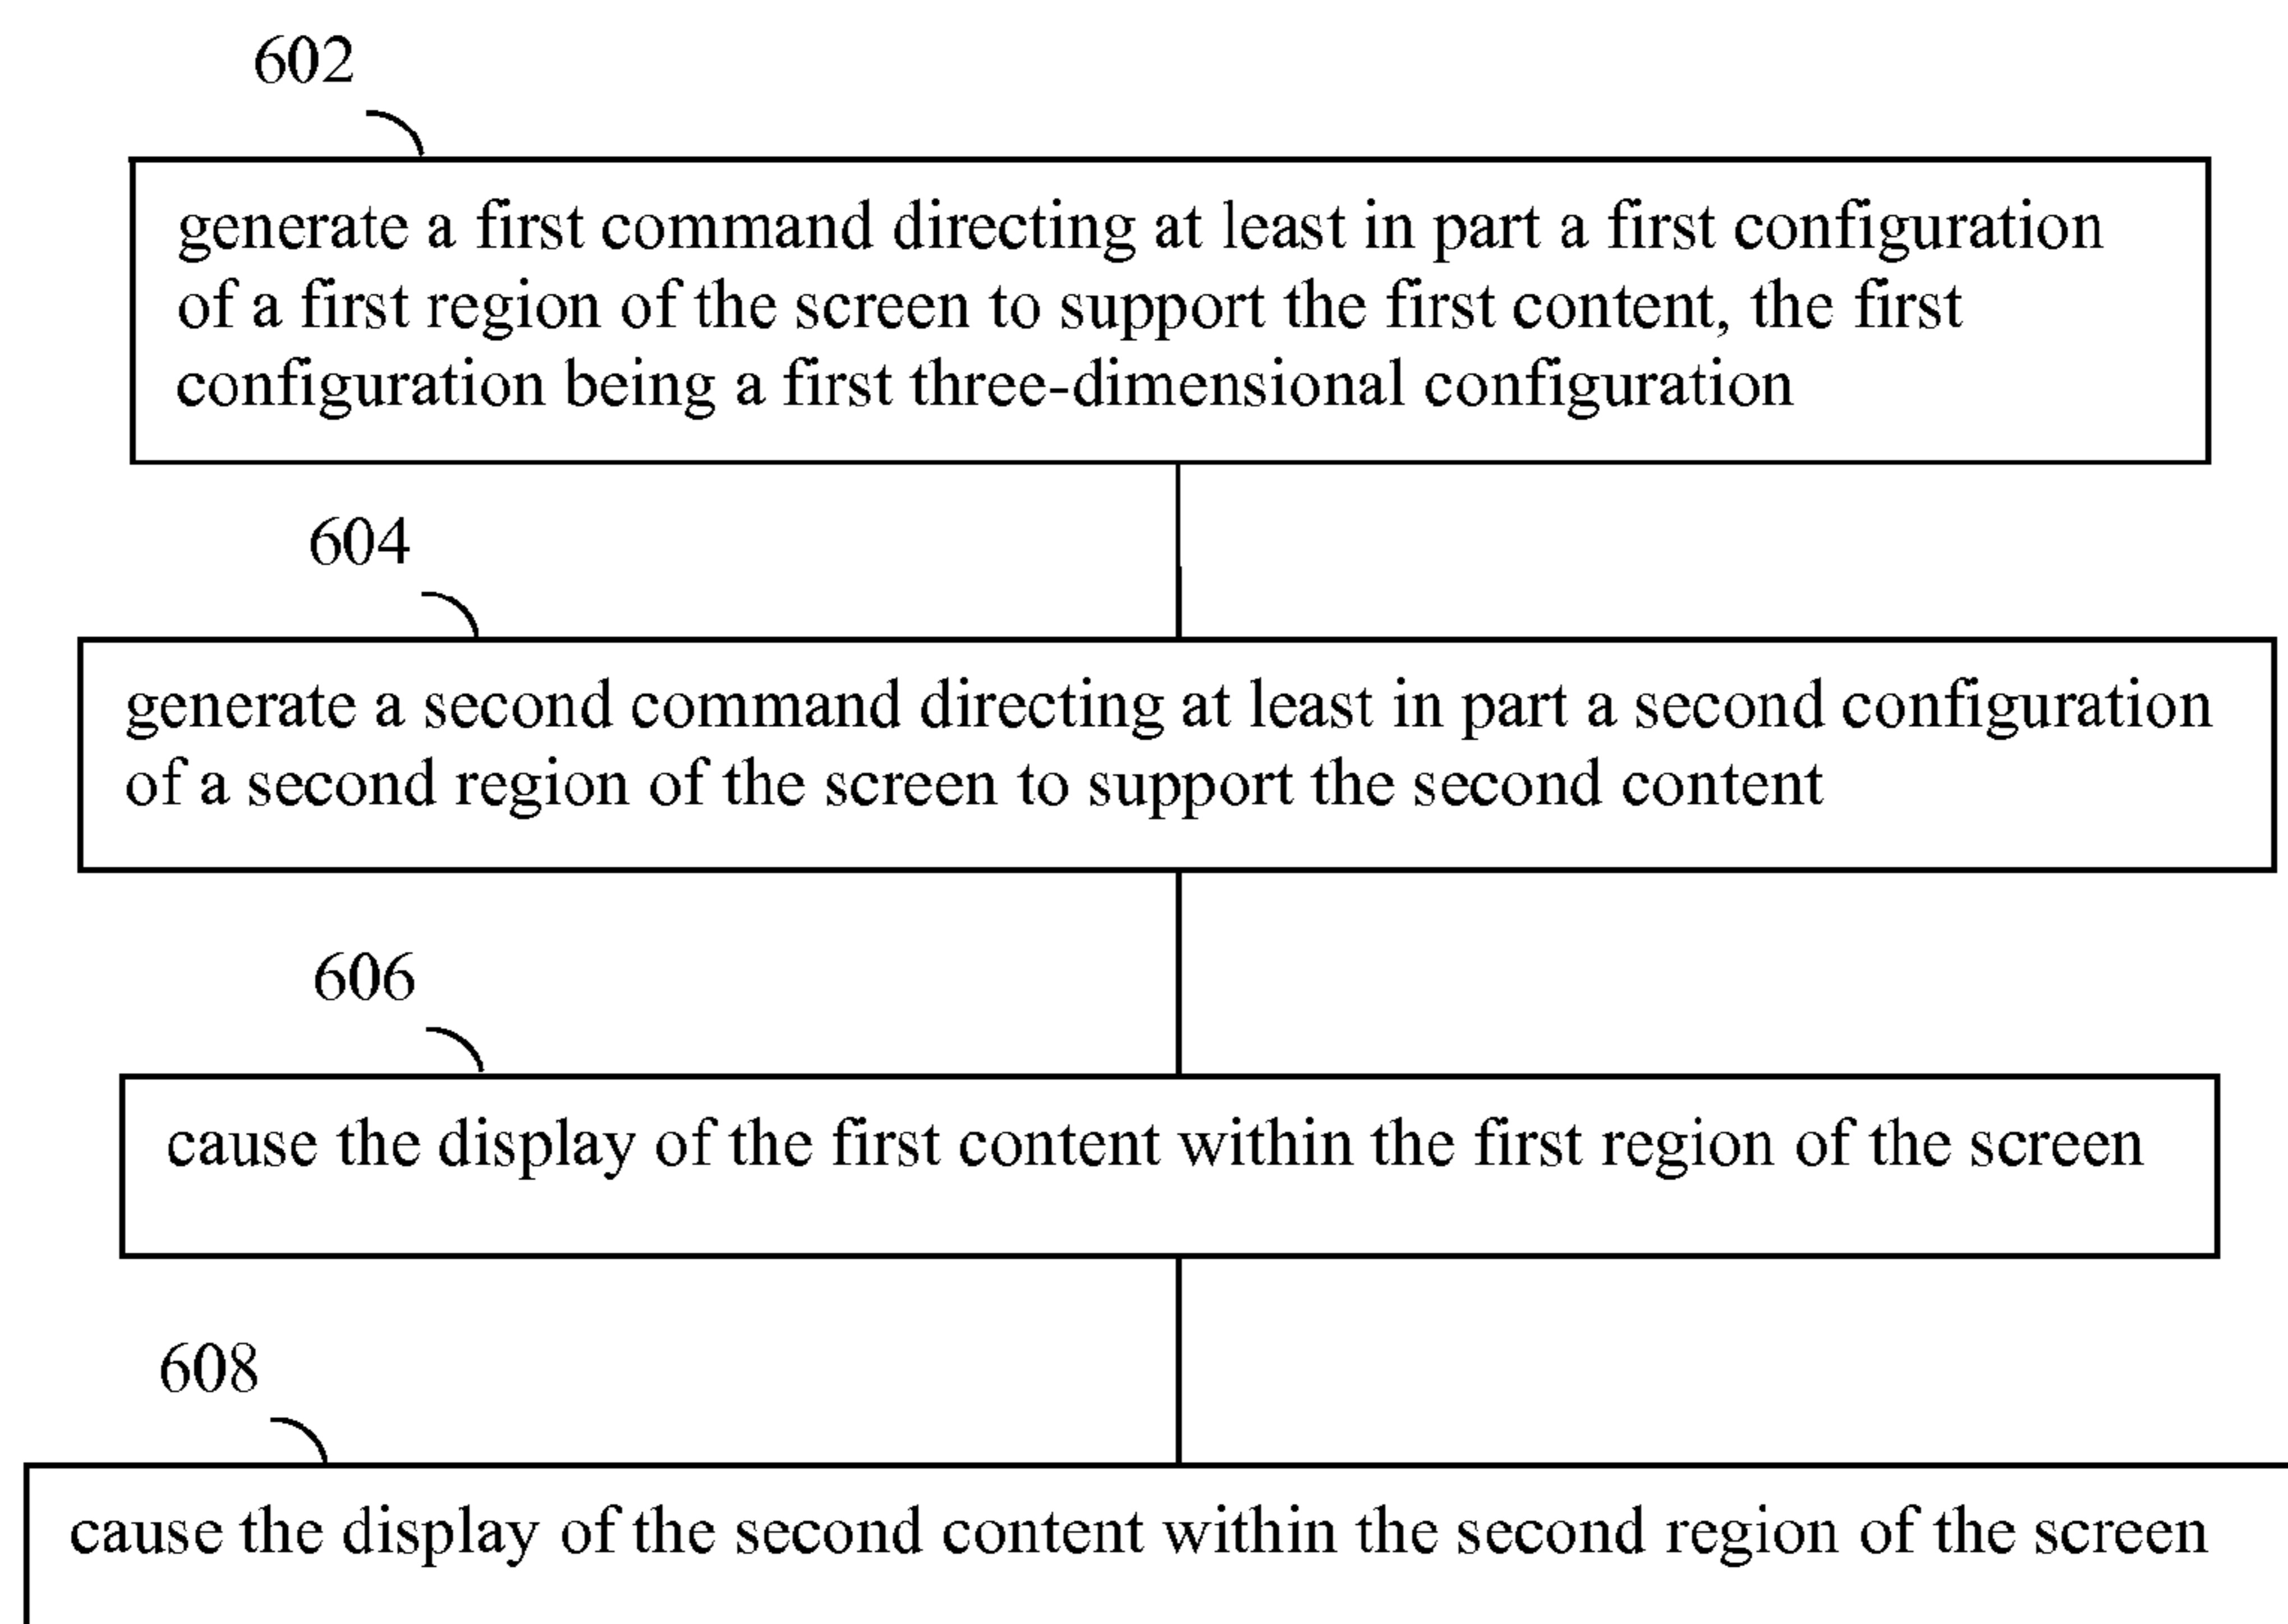 602
generate a first command directing at least in part a first configuration
of a first region of the screen to support the first content, the first
configuration being a first three-dimensional configuration
604
generate a second command directing at least in part a second configuration
of a second region of the screen to support the second content
606
cause the display of the first content within the first region of the screen
608
cause the display of the second content within the second region of the screen